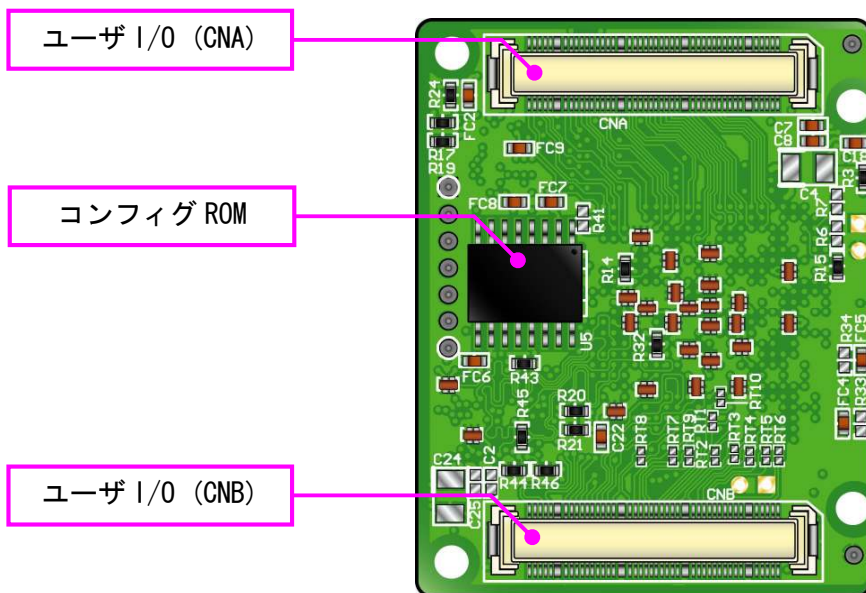 ユーザ I/O (CNA)
コンフィグ ROM
ユーザ I/O (CNB)
CNA
R24
FC2
R17
R19
FC9
C7
C8
C4
R3
R7
R6
R15
FC8
FC7
R41
R14
U5
R32
FC6
R43
R45
R20
R21
C22
RT8
RT7
RT9
RT2
RT1
RT10
RT3
RT4
RT5
RT6
R34
FC5
FC4
R33
C24
C2
C25
R44
R46
CNB